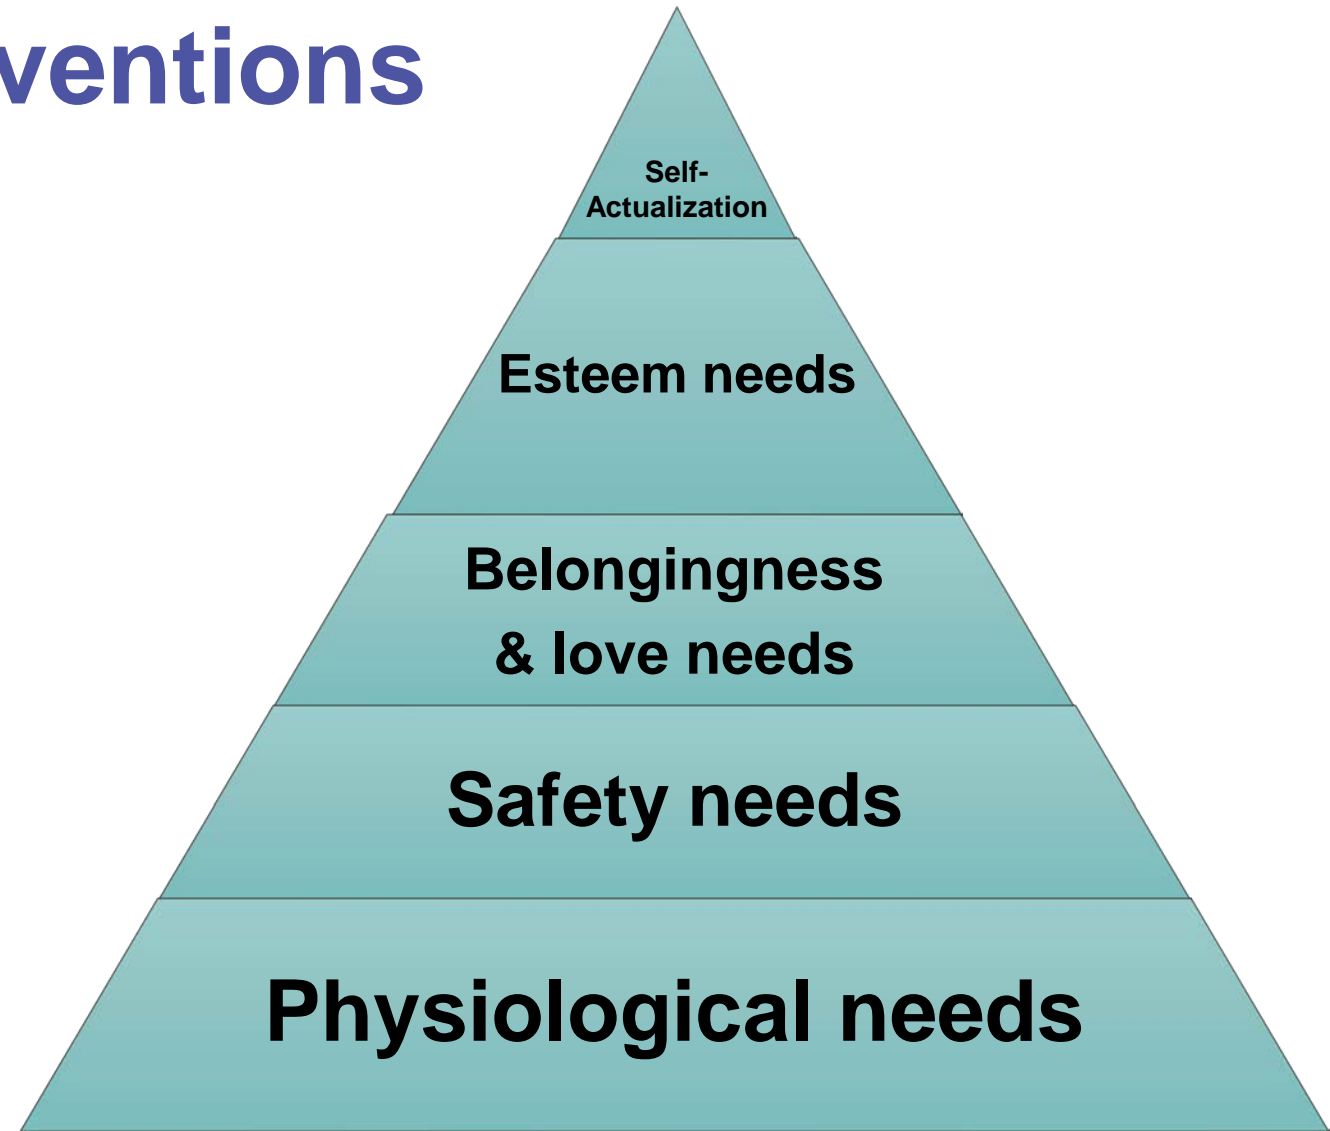 ventions
Self-
Actualization
Esteem needs
Belongingness
& love needs
Safety needs
Physiological needs